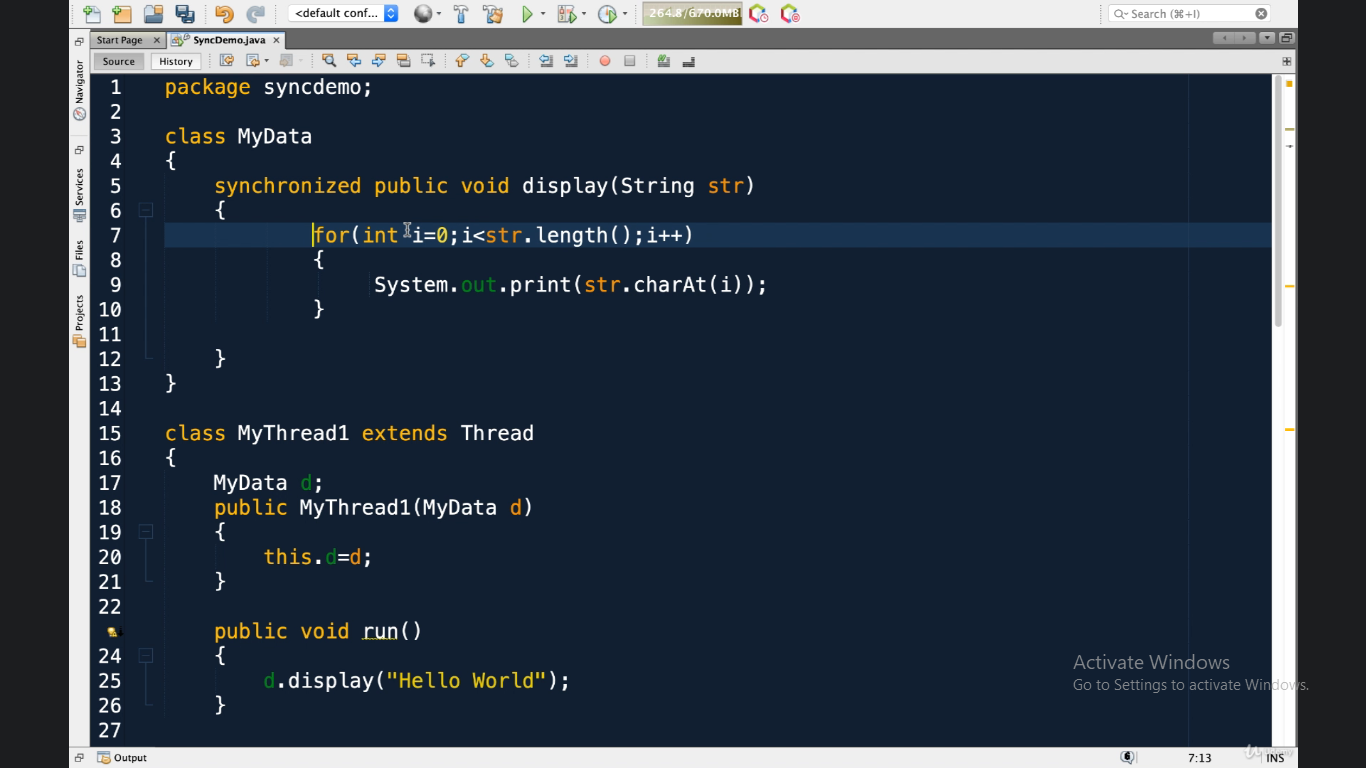 <default conf...
264.8/670.0MB
Search (⌘+I)
Start Page
SyncDemo.java
Source
History
Navigator
Services
Files
Projects
1 package syncdemo;
2
3 class MyData
4 {
5 synchronized public void display(String str)
6 {
7 for(int i=0;i<str.length();i++)
8 {
9 System.out.print(str.charAt(i));
10 }
11
12 }
13 }
14
15 class MyThread1 extends Thread
16 {
17 MyData d;
18 public MyThread1(MyData d)
19 {
20 this.d=d;
21 }
22
public void run()
24 {
25 d.display("Hello World");
26 }
27
Activate Windows
Go to Settings to activate Windows.
Output
6
7:13
INS